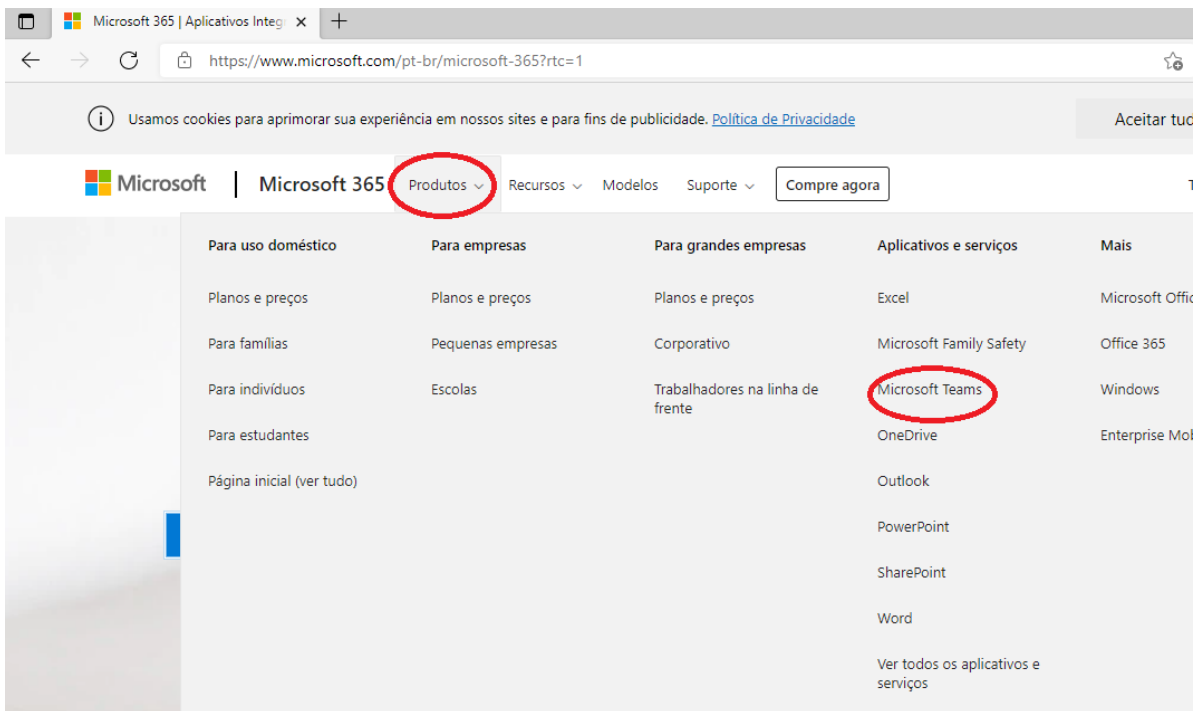 Microsoft 365 | Aplicativos Integ
https://www.microsoft.com/pt-br/microsoft-365?rtc=1
Usamos cookies para aprimorar sua experiência em nossos sites e para fins de publicidade. Política de Privacidade
Aceitar tud
Microsoft | Microsoft 365 Produtos Recursos Modelos Suporte Compre agora T
Para uso doméstico
Planos e preços
Para famílias
Para indivíduos
Para estudantes
Página inicial (ver tudo)
Para empresas
Planos e preços
Pequenas empresas
Escolas
Para grandes empresas
Planos e preços
Corporativo
Trabalhadores na linha de
frente
Aplicativos e serviços
Excel
Microsoft Family Safety
Microsoft Teams
OneDrive
Outlook
PowerPoint
SharePoint
Word
Ver todos os aplicativos e
serviços
Mais
Microsoft Offic
Office 365
Windows
Enterprise Mob